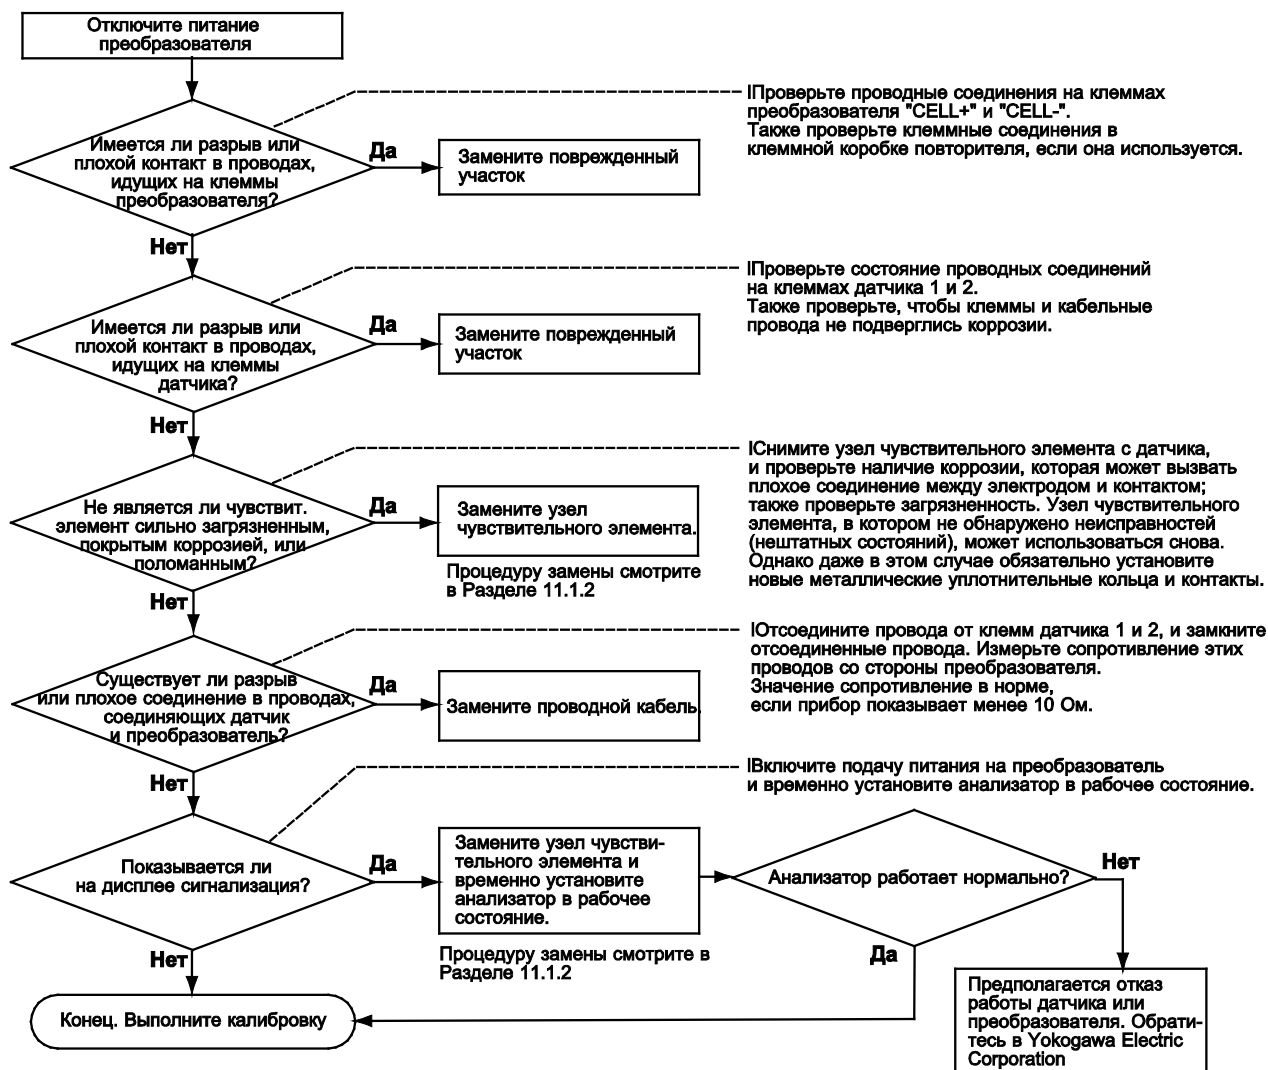 Отключите питание
преобразователя
IПроверьте проводные соединения на клеммах
преобразователя "CELL+" и "CELL-".
Также проверьте клеммные соединения в
клеммной коробке повторителя, если она используется.
Имеется ли разрыв или
плохой контакт в проводах,
идущих на клеммы
преобразователя?
Да
Замените поврежденный
участок
Нет
IПроверьте состояние проводных соединений
на клеммах датчика 1 и 2.
Также проверьте, чтобы клеммы и кабельные
провода не подверглись коррозии.
Имеется ли разрыв или
плохой контакт в проводах,
идущих на клеммы
датчика?
Да
Замените поврежденный
участок
Нет
IСнимите узел чувствительного элемента с датчика,
и проверьте наличие коррозии, которая может вызвать
плохое соединение между электродом и контактом;
также проверьте загрязненность. Узел чувствительного
элемента, в котором не обнаружено неисправностей
(нештатных состояний), может использоваться снова.
Однако даже в этом случае обязательно установите
новые металлические уплотнительные кольца и контакты.
Не является ли чувствит.
элемент сильно загрязненным,
покрытым коррозией, или
поломанным?
Да
Замените узел
чувствительного элемента.
Процедуру замены смотрите
в Разделе 11.1.2
Нет
IОтсоедините провода от клемм датчика 1 и 2, и замкните
отсоединенные провода. Измерьте сопротивление этих
проводов со стороны преобразователя.
Значение сопротивление в норме,
если прибор показывает менее 10 Ом.
Существует ли разрыв
или плохое соединение в проводах,
соединяющих датчик
и преобразователь?
Да
Замените проводной кабель.
Нет
IВключите подачу питания на преобразователь
и временно установите анализатор в рабочее состояние.
Показывается ли
на дисплее сигнализация?
Да
Замените узел чувстви-
тельного элемента и
временно установите
анализатор в рабочее
состояние.
Процедуру замены смотрите в
Разделе 11.1.2
Анализатор работает нормально?
Нет
Да
Нет
Конец. Выполните калибровку
Предполагается отказ
работы датчика или
преобразователя. Обрати-
тесь в Yokogawa Electric
Corporation